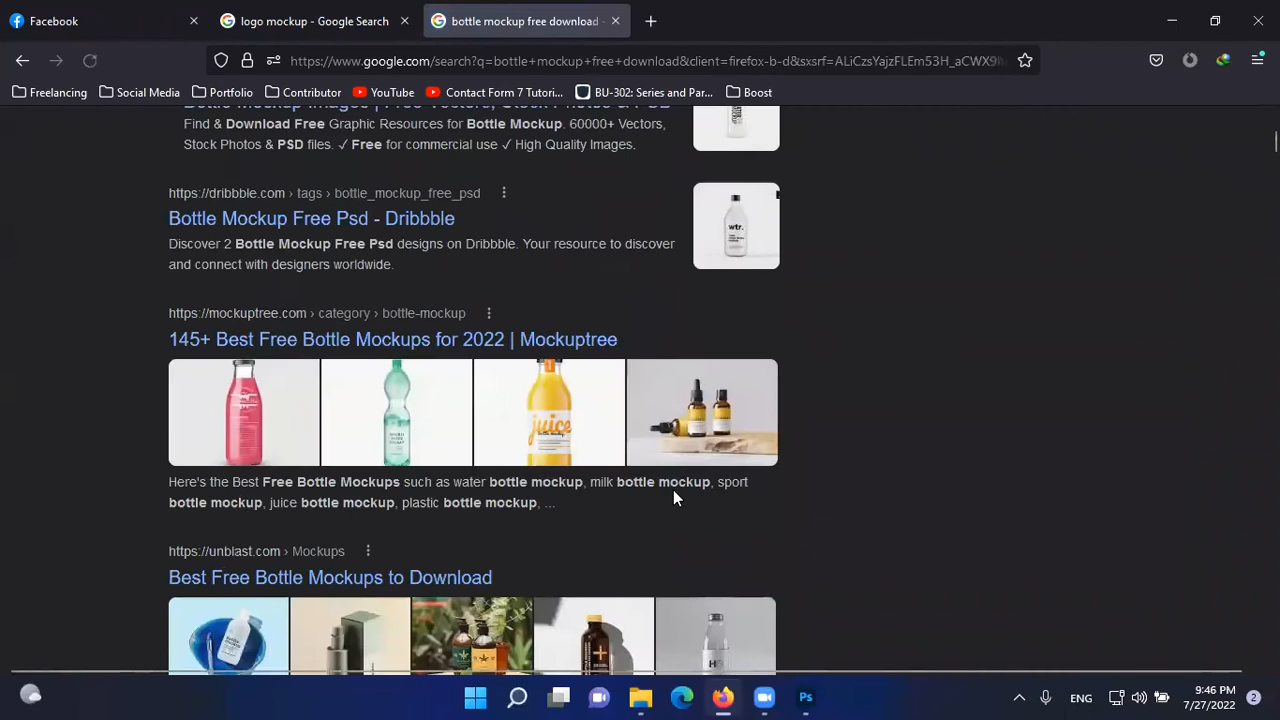 Facebook
logo mockup - Google Search
bottle mockup free download -
https://www.google.com/search?q=bottle+mockup+free+download&client=firefox-b-d&sxsrf=ALiCzsYajzFLEm53H_aCWX9
Freelancing
Social Media
Portfolio
Contributor
YouTube
Contact Form 7 Tutori...
BU-302: Series and Par...
Boost
Bottle Mockup Images | Free Vectors, Stock Photos & PSD
Find & Download Free Graphic Resources for Bottle Mockup. 60000+ Vectors,
Stock Photos & PSD files. ✓ Free for commercial use ✓ High Quality Images.
https://dribbble.com › tags › bottle_mockup_free_psd
Bottle Mockup Free Psd - Dribbble
Discover 2 Bottle Mockup Free Psd designs on Dribbble. Your resource to discover
and connect with designers worldwide.
wtr.
https://mockuptree.com › category › bottle-mockup
145+ Best Free Bottle Mockups for 2022 | Mockuptree
juice
Here's the Best Free Bottle Mockups such as water bottle mockup, milk bottle mockup, sport
bottle mockup, juice bottle mockup, plastic bottle mockup, ...
https://unblast.com › Mockups
Best Free Bottle Mockups to Download
Ps
ENG
9:46 PM
7/27/2022
2